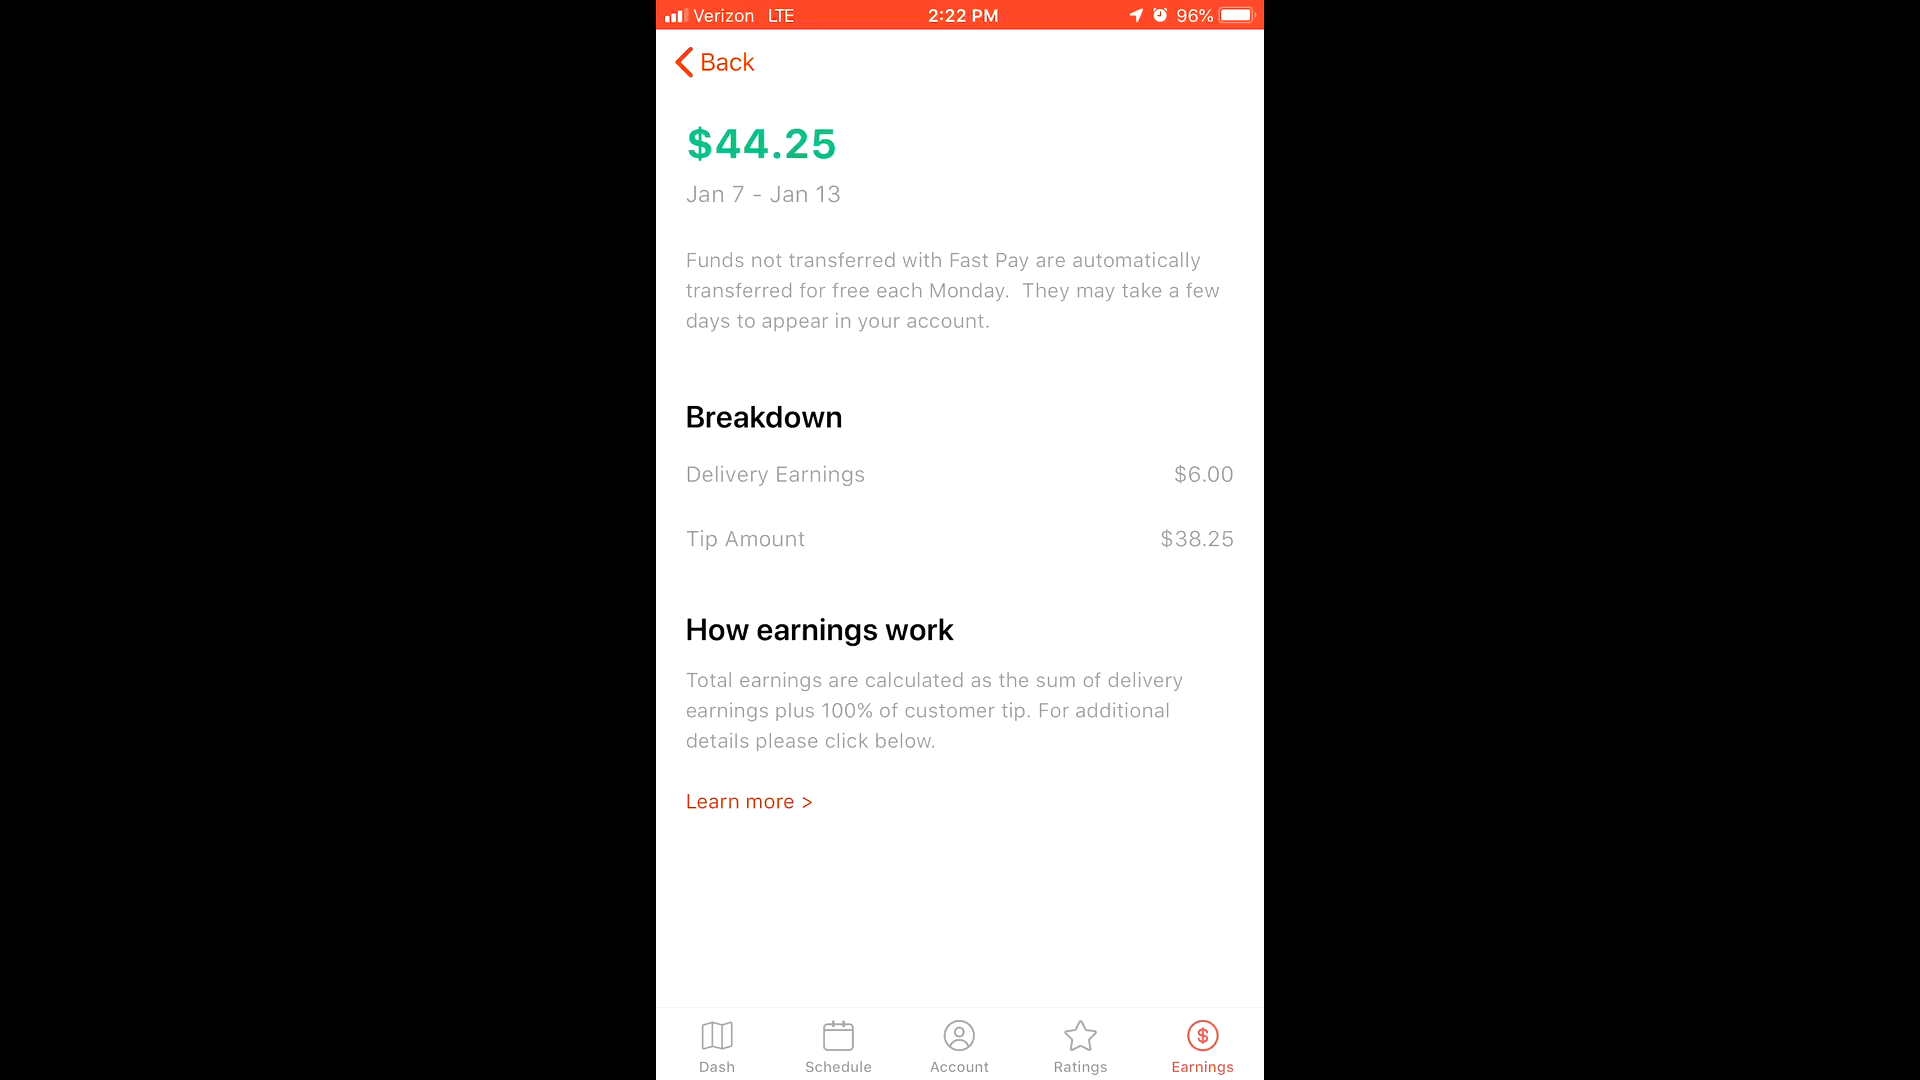 Verizon LTE 2:22 PM 96%
Back
$44.25
Jan 7 - Jan 13
Funds not transferred with Fast Pay are automatically
transferred for free each Monday.  They may take a few
days to appear in your account.
Breakdown
Delivery Earnings $6.00
Tip Amount $38.25
How earnings work
Total earnings are calculated as the sum of delivery
earnings plus 100% of customer tip. For additional
details please click below.
Learn more >
Dash Schedule Account Ratings Earnings